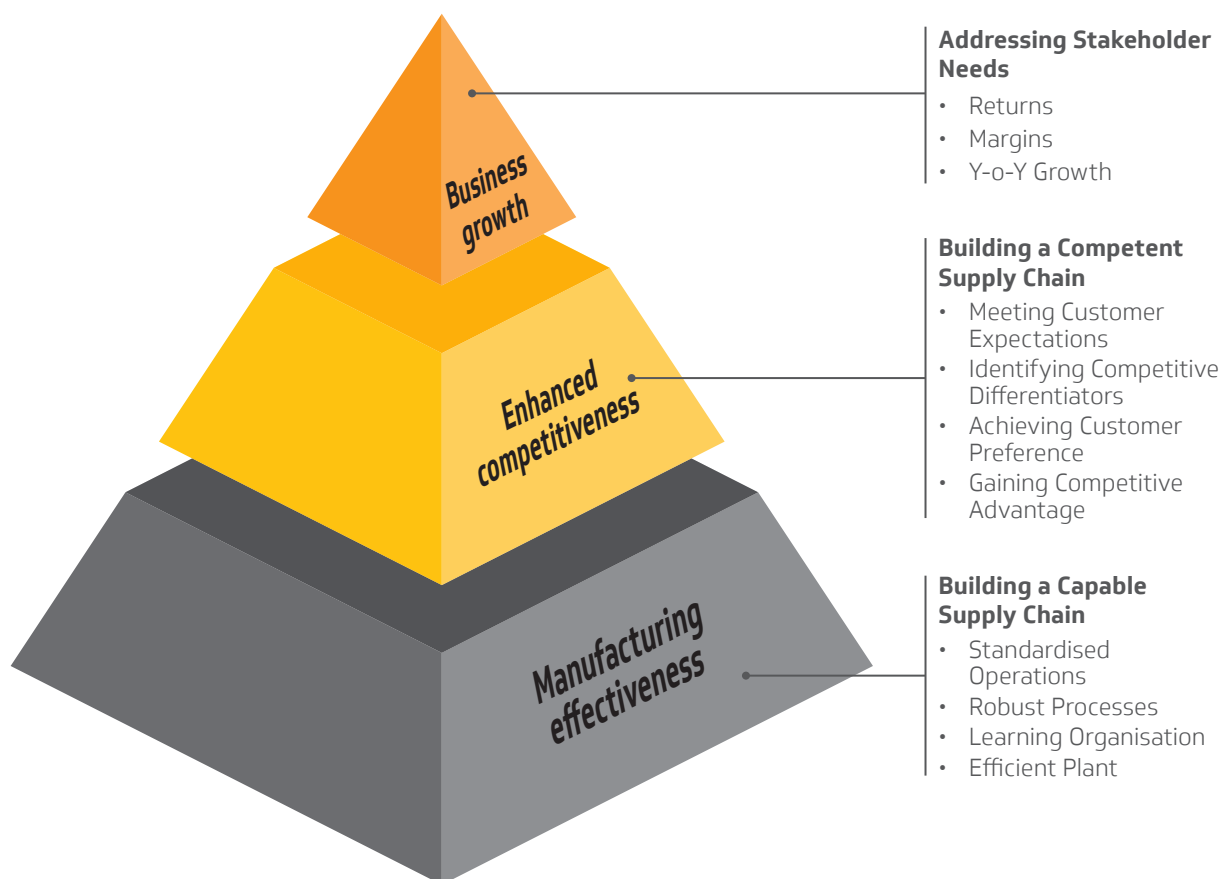 Business
growth
Addressing Stakeholder
Needs
• Returns
• Margins
• Y-o-Y Growth
Enhanced
competitiveness
Building a Competent
Supply Chain
• Meeting Customer
Expectations
• Identifying Competitive
Differentiators
• Achieving Customer
Preference
• Gaining Competitive
Advantage
Manufacturing
effectiveness
Building a Capable
Supply Chain
• Standardised
Operations
• Robust Processes
• Learning Organisation
• Efficient Plant